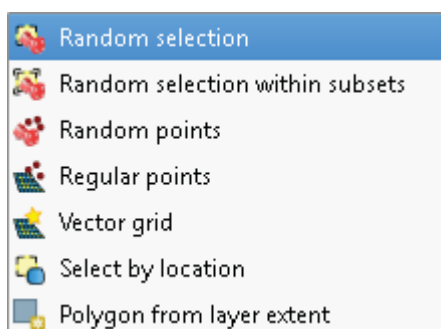 Random selection
Random selection within subsets
Random points
Regular points
Vector grid
Select by location
Polygon from layer extent